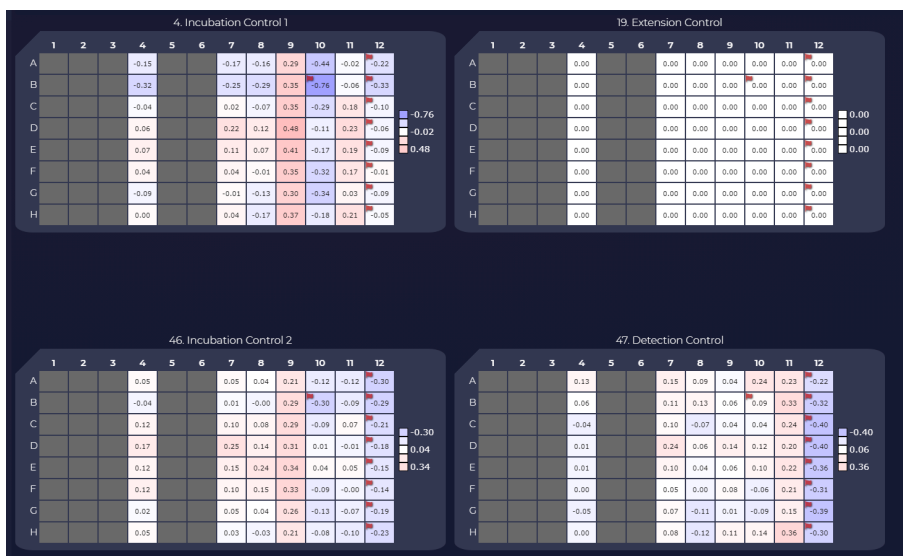 4. Incubation Control 1
1 2 3 4 5 6 7 8 9 10 11 12
A -0.15 -0.17 -0.16 0.29 -0.44 -0.02 -0.22
B -0.32 -0.25 -0.29 0.35 -0.76 -0.06 -0.33
C -0.04 0.02 -0.07 0.35 -0.29 0.18 -0.10
D 0.06 0.22 0.12 0.48 -0.11 0.23 -0.06
E 0.07 0.11 0.07 0.41 -0.17 0.19 -0.09
F 0.04 0.04 -0.01 0.35 -0.32 0.17 -0.01
G -0.09 -0.01 -0.13 0.30 -0.34 0.03 -0.09
H 0.00 0.04 -0.17 0.37 -0.18 0.21 -0.05
-0.76
-0.02
0.48
19. Extension Control
1 2 3 4 5 6 7 8 9 10 11 12
A 0.00 0.00 0.00 0.00 0.00 0.00 0.00
B 0.00 0.00 0.00 0.00 0.00 0.00 0.00
C 0.00 0.00 0.00 0.00 0.00 0.00 0.00
D 0.00 0.00 0.00 0.00 0.00 0.00 0.00
E 0.00 0.00 0.00 0.00 0.00 0.00 0.00
F 0.00 0.00 0.00 0.00 0.00 0.00 0.00
G 0.00 0.00 0.00 0.00 0.00 0.00 0.00
H 0.00 0.00 0.00 0.00 0.00 0.00 0.00
0.00
0.00
0.00
46. Incubation Control 2
1 2 3 4 5 6 7 8 9 10 11 12
A 0.05 0.05 0.04 0.21 -0.12 -0.12 -0.30
B -0.04 0.01 -0.00 0.29 -0.30 -0.09 -0.29
C 0.12 0.10 0.08 0.29 -0.09 0.07 -0.21
D 0.17 0.25 0.14 0.31 0.01 -0.01 -0.18
E 0.12 0.15 0.24 0.34 0.04 0.05 -0.15
F 0.12 0.10 0.15 0.33 -0.09 -0.00 -0.14
G 0.02 0.05 0.04 0.26 -0.13 -0.07 -0.19
H 0.05 0.03 -0.03 0.21 -0.08 -0.10 -0.23
-0.30
0.04
0.34
47. Detection Control
1 2 3 4 5 6 7 8 9 10 11 12
A 0.13 0.15 0.09 0.04 0.24 0.23 -0.22
B 0.06 0.11 0.13 0.06 0.09 0.33 -0.32
C -0.04 0.10 -0.07 0.04 0.04 0.24 -0.40
D 0.01 0.24 0.06 0.14 0.12 0.20 -0.40
E 0.01 0.10 0.04 0.06 0.10 0.22 -0.36
F 0.00 0.05 0.00 0.08 -0.06 0.21 -0.31
G -0.05 0.07 -0.11 0.01 -0.09 0.15 -0.39
H 0.00 0.08 -0.12 0.11 0.14 0.36 -0.30
-0.40
0.06
0.36